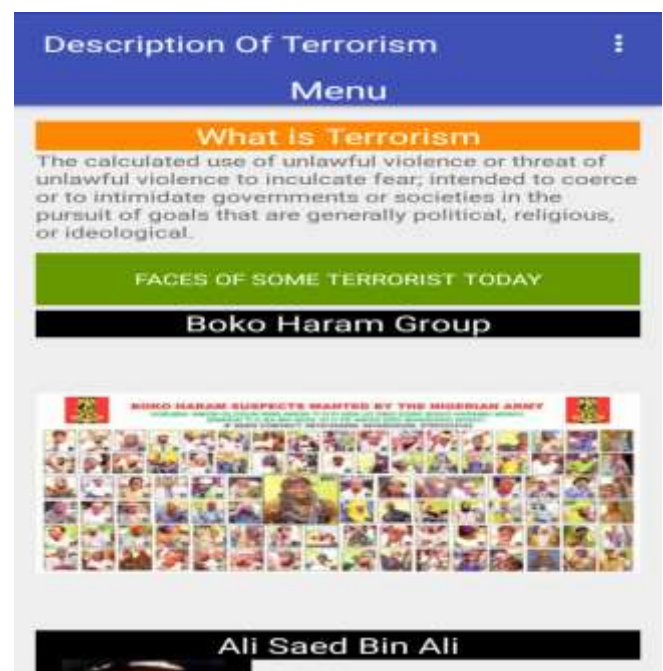 Description Of Terrorism
Menu
What is Terrorism
The calculated use of unlawful violence or threat of
unlawful violence to inculcate fear; intended to coerce
or to intimidate governments or societies in the
pursuit of goals that are generally political, religious,
or ideological.
FACES OF SOME TERRORIST TODAY
Boko Haram Group
BOKO HARAM SUSPECTS WANTED BY THE NIGERIAN ARMY
Ali Saed Bin Ali